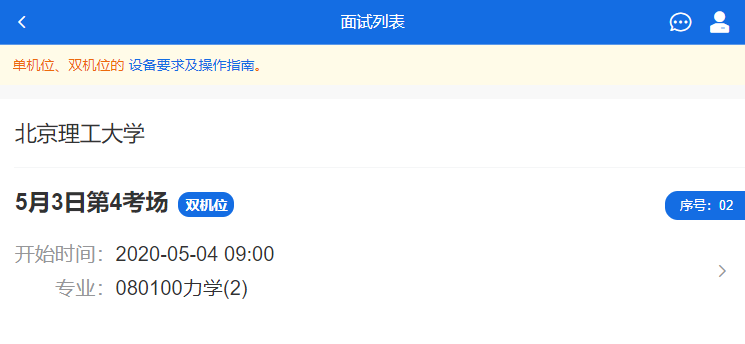 面试列表
单机位、双机位的 设备要求及操作指南。
北京理工大学
5月3日第4考场 双机位 序号：02
开始时间：2020-05-04 09:00
专业：080100力学(2)